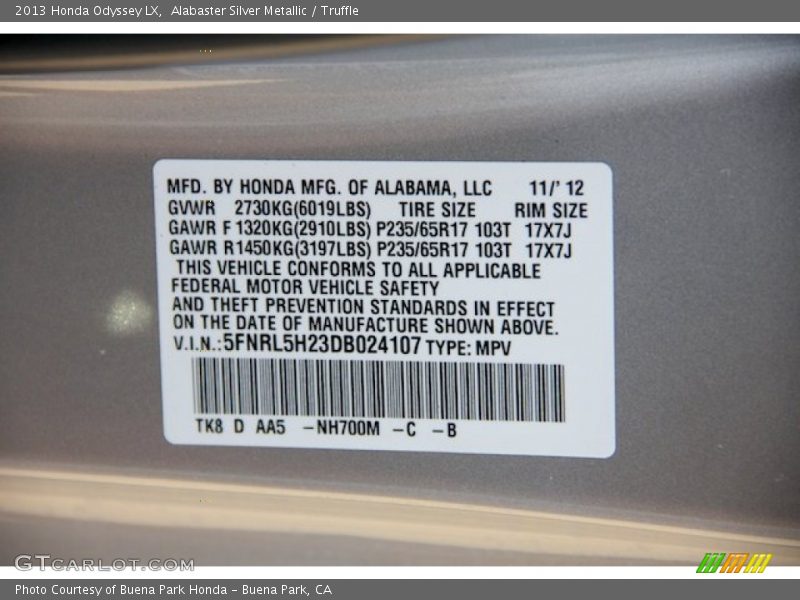 2013 Honda Odyssey LX,  Alabaster Silver Metallic / Truffle
MFD. BY HONDA MFG. OF ALABAMA, LLC 11/' 12
GVWR 2730KG(6019LBS) TIRE SIZE RIM SIZE
GAWR F 1320KG(2910LBS) P235/65R17 103T 17X7J
GAWR R1450KG(3197LBS) P235/65R17 103T 17X7J
THIS VEHICLE CONFORMS TO ALL APPLICABLE
FEDERAL MOTOR VEHICLE SAFETY
AND THEFT PREVENTION STANDARDS IN EFFECT
ON THE DATE OF MANUFACTURE SHOWN ABOVE.
V.I.N.:5FNRL5H23DB024107 TYPE: MPV
TK8 D AA5 -NH700M -C -B
GTCARLOT.COM
Photo Courtesy of Buena Park Honda - Buena Park, CA